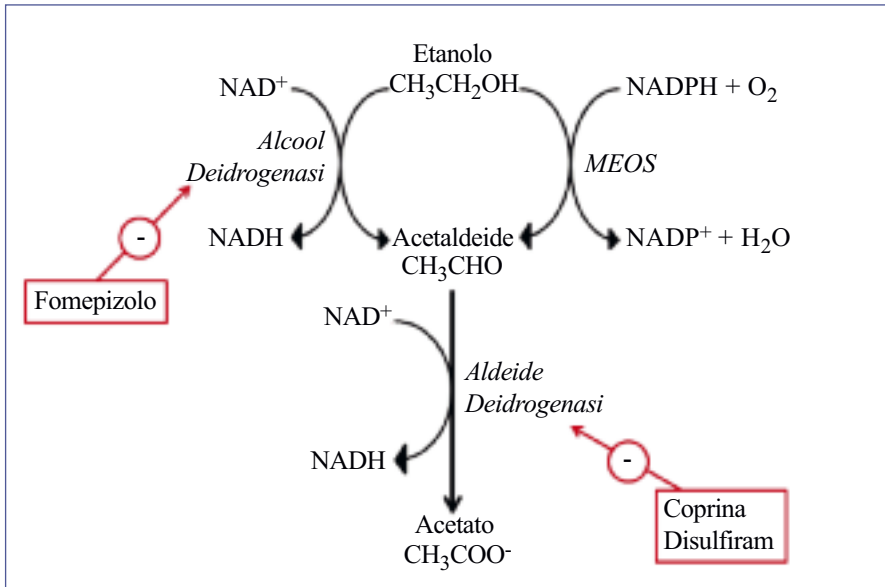 Etanolo
NAD⁺ CH₃CH₂OH NADPH + O₂
Alcool
Deidrogenasi MEOS
-
NADH Acetaldeide NADP⁺ + H₂O
CH₃CHO
Fomepizolo
NAD⁺
Aldeide
Deidrogenasi
NADH -
Coprina
Acetato Disulfiram
CH₃COO⁻